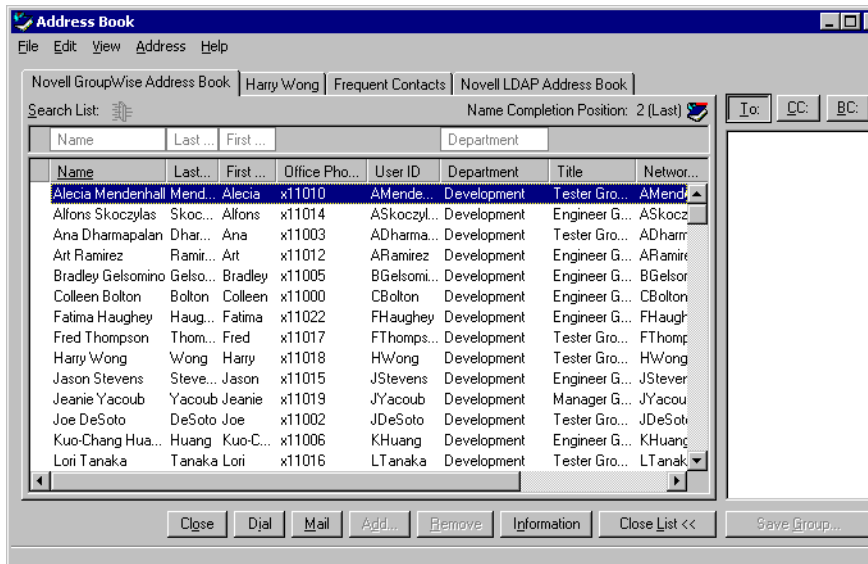 Address Book
File Edit View Address Help
Novell GroupWise Address Book Harry Wong Frequent Contacts Novell LDAP Address Book
Search List: Name Completion Position: 2 (Last) To: CC: BC:
Name Last ... First ... Department
Name Last... First ... Office Pho... User ID Department Title Networ...
Alecia Mendenhall Mend... Alecia x11010 AMende... Development Tester Gro... AMend
Alfons Skoczylas Skoc... Alfons x11014 ASkoczyl... Development Engineer G... ASkocz
Ana Dharmapalan Dhar... Ana x11003 ADharma... Development Tester Gro... ADharm
Art Ramirez Ramir... Art x11012 ARamirez Development Engineer G... ARamire
Bradley Gelsomino Gelso... Bradley x11005 BGelsomi... Development Engineer G... BGelsor
Colleen Bolton Bolton Colleen x11000 CBolton Development Engineer G... CBolton
Fatima Haughey Haug... Fatima x11022 FHaughey Development Engineer G... FHaugh
Fred Thompson Thom... Fred x11017 FThomps... Development Tester Gro... FThomp
Harry Wong Wong Harry x11018 HWong Development Tester Gro... HWong
Jason Stevens Steve... Jason x11015 JStevens Development Engineer G... JSteven
Jeanie Yacoub Yacoub Jeanie x11019 JYacoub Development Manager G... JYacou
Joe DeSoto DeSoto Joe x11002 JDeSoto Development Tester Gro... JDeSot
Kuo-Chang Hua... Huang Kuo-C... x11006 KHuang Development Engineer G... KHuang
Lori Tanaka Tanaka Lori x11016 LTanaka Development Tester Gro... LTanak
Close Dial Mail Add... Remove Information Close List << Save Group...